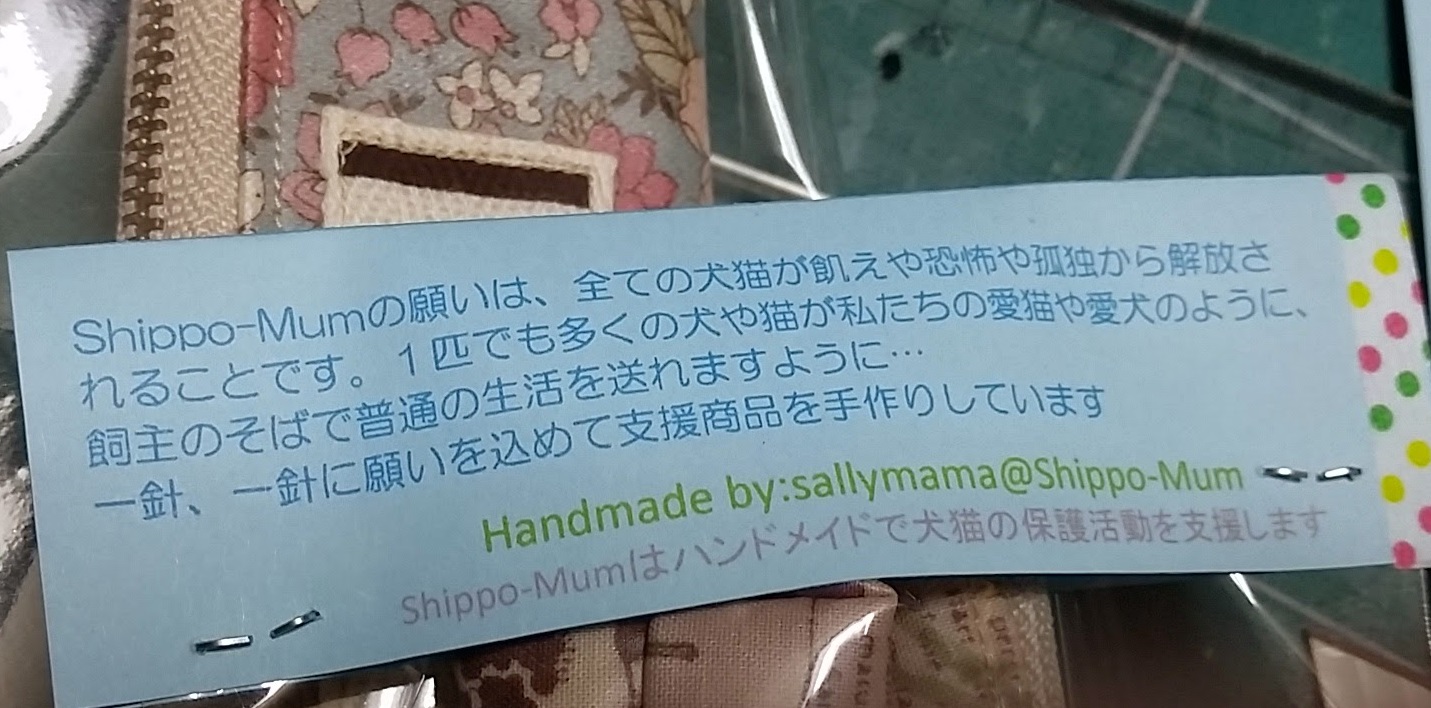 Shippo-Mumの願いは、全ての犬猫が飢えや恐怖や孤独から解放さ
れることです。１匹でも多くの犬や猫が私たちの愛猫や愛犬のように、
飼主のそばで普通の生活を送れますように…
一針、一針に願いを込めて支援商品を手作りしています
Handmade by:sallymama@Shippo-Mum
Shippo-Mumはハンドメイドで犬猫の保護活動を支援します